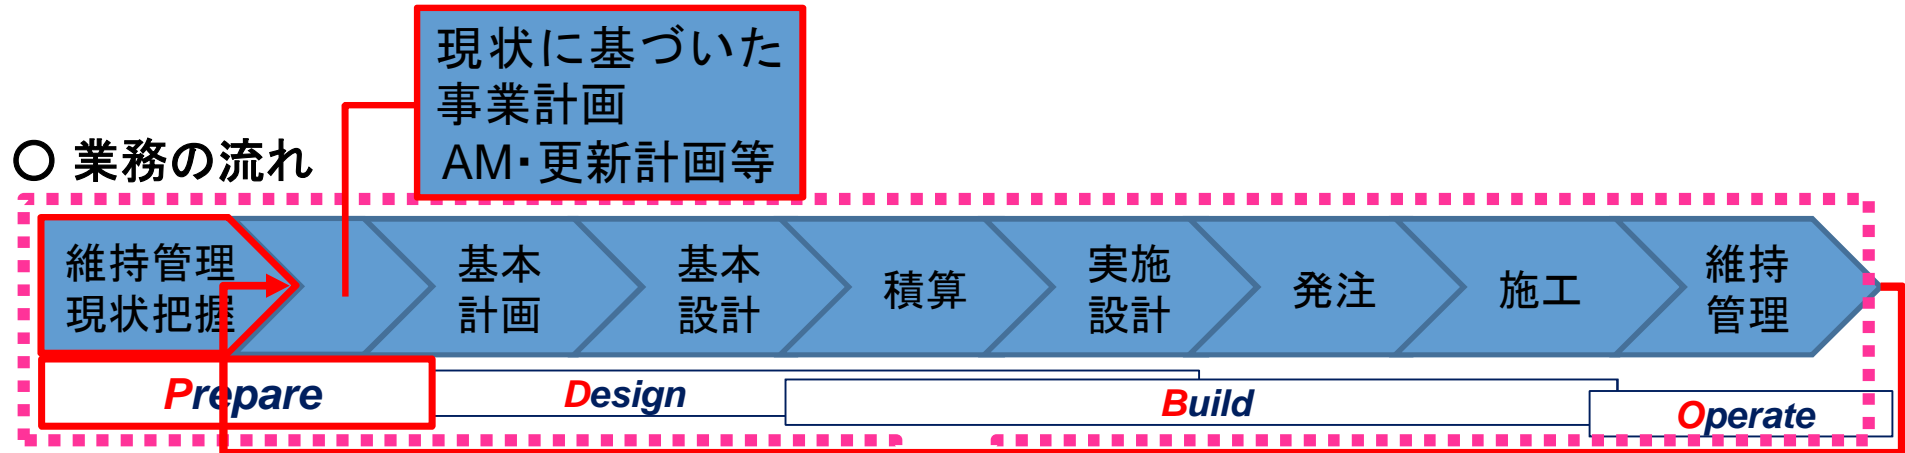 現状に基づいた
事業計画
AM・更新計画等
〇 業務の流れ
維持管理
現状把握
基本
計画
基本
設計
積算
実施
設計
発注
施工
維持
管理
Prepare
Design
Build
Operate